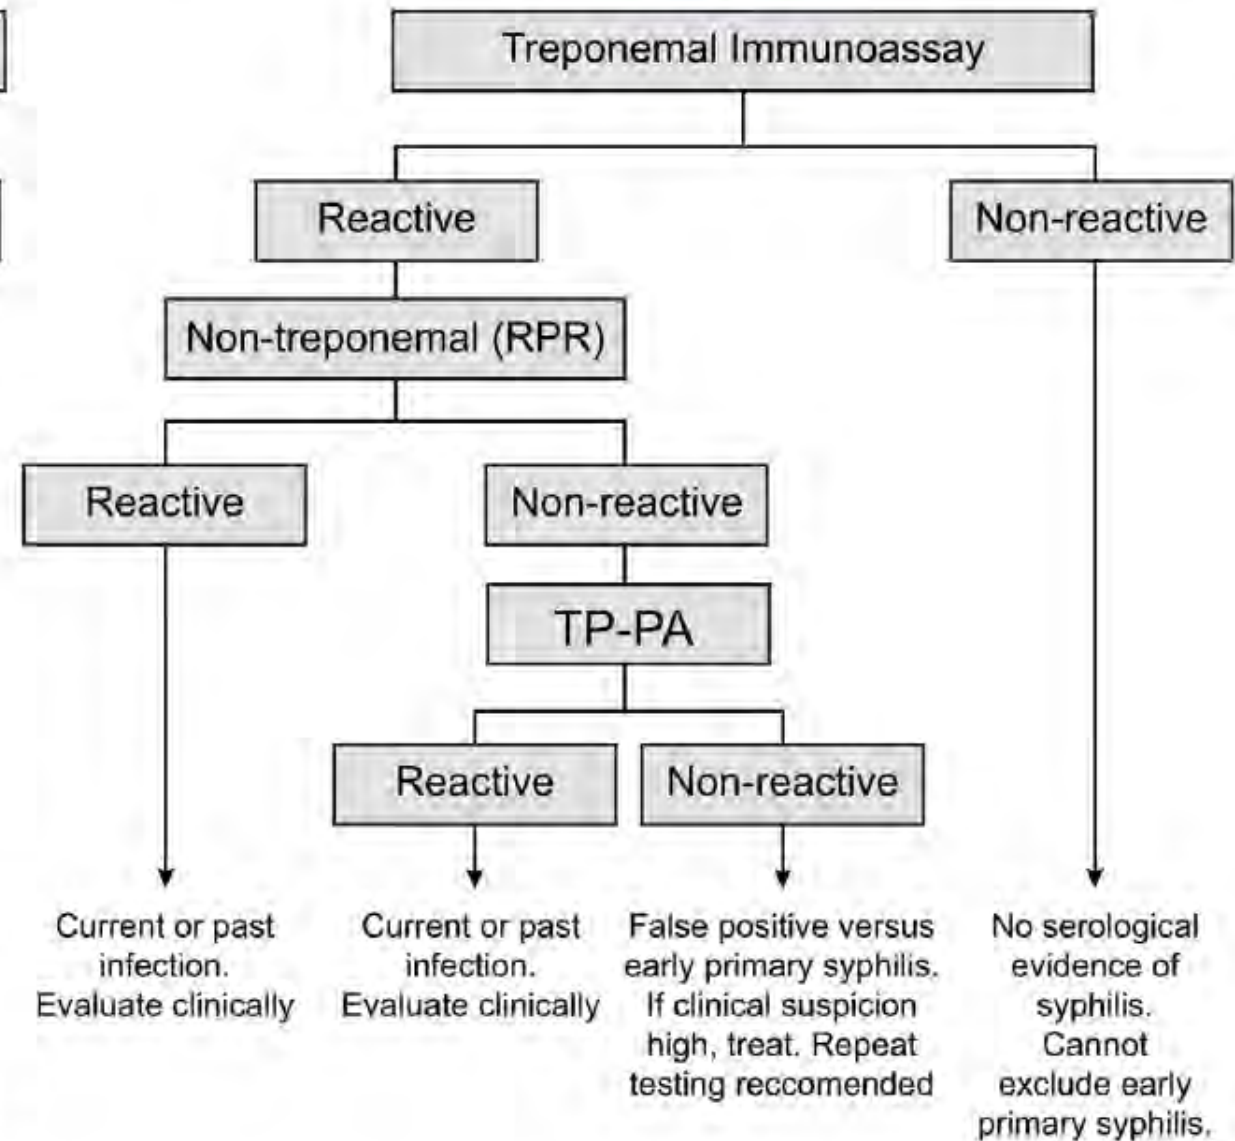 Treponemal Immunoassay
Reactive
Non-reactive
Non-treponemal (RPR)
Reactive
Non-reactive
TP-PA
Reactive
Non-reactive
Current or past
infection.
Evaluate clinically
Current or past
infection.
Evaluate clinically
False positive versus
early primary syphilis.
If clinical suspicion
high, treat. Repeat
testing reccomended
No serological
evidence of
syphilis.
Cannot
exclude early
primary syphilis.